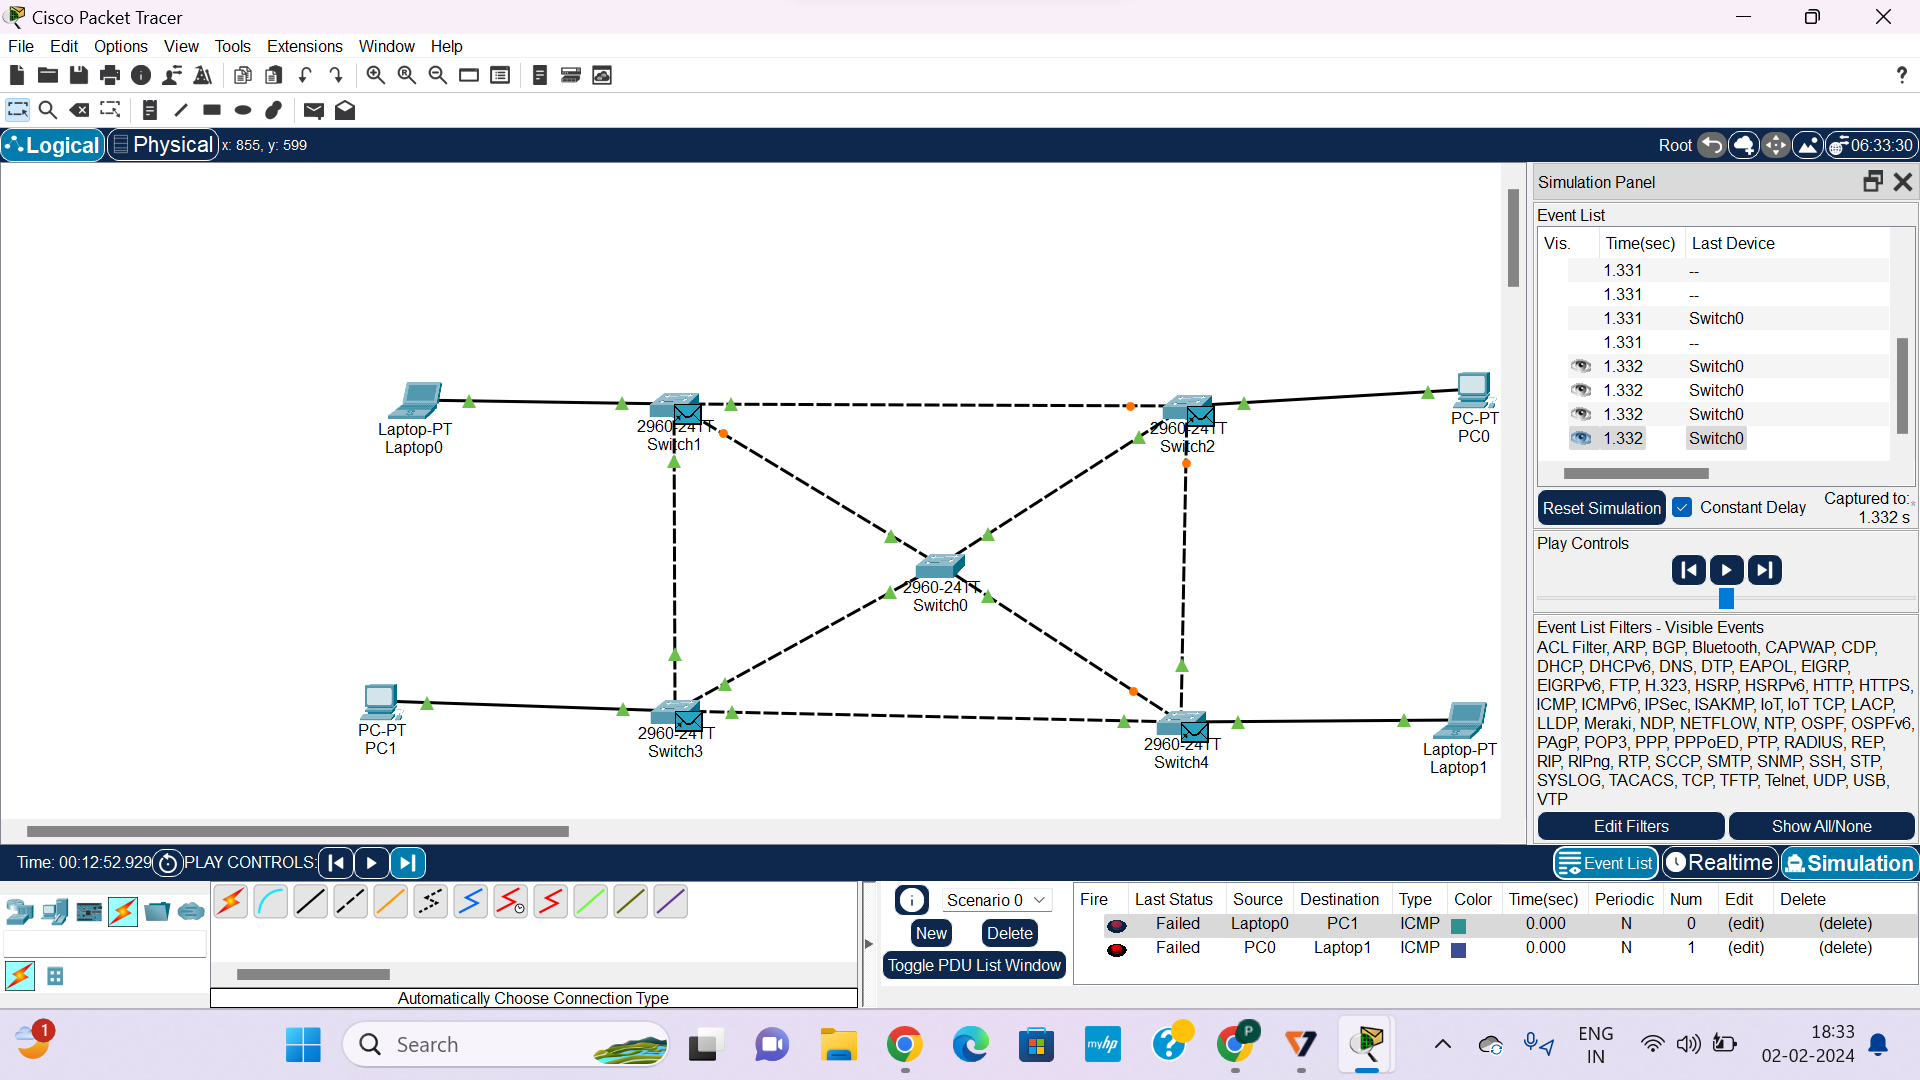 Cisco Packet Tracer
File Edit Options View Tools Extensions Window Help
?
Logical Physical x: 855, y: 599 Root 06:33:30
Simulation Panel
Event List
Vis. Time(sec) Last Device
1.331 --
1.331 --
1.331 Switch0
1.331 --
1.332 Switch0
1.332 Switch0
1.332 Switch0
1.332 Switch0
Reset Simulation Constant Delay Captured to:
1.332 s
Play Controls
Event List Filters - Visible Events
ACL Filter, ARP, BGP, Bluetooth, CAPWAP, CDP,
DHCP, DHCPv6, DNS, DTP, EAPOL, EIGRP,
EIGRPv6, FTP, H.323, HSRP, HSRPv6, HTTP, HTTPS,
ICMP, ICMPv6, IPSec, ISAKMP, IoT, IoT TCP, LACP,
LLDP, Meraki, NDP, NETFLOW, NTP, OSPF, OSPFv6,
PAgP, POP3, PPP, PPPoED, PTP, RADIUS, REP,
RIP, RIPng, RTP, SCCP, SMTP, SNMP, SSH, STP,
SYSLOG, TACACS, TCP, TFTP, Telnet, UDP, USB,
VTP
Edit Filters Show All/None
Laptop-PT
Laptop0
2960-24TT
Switch1
2960-24TT
Switch2
PC-PT
PC0
2960-24TT
Switch0
PC-PT
PC1
2960-24TT
Switch3
2960-24TT
Switch4
Laptop-PT
Laptop1
Time: 00:12:52.929 PLAY CONTROLS: Event List Realtime Simulation
Scenario 0
New Delete
Toggle PDU List Window
Fire Last Status Source Destination Type Color Time(sec) Periodic Num Edit Delete
Failed Laptop0 PC1 ICMP 0.000 N 0 (edit) (delete)
Failed PC0 Laptop1 ICMP 0.000 N 1 (edit) (delete)
Automatically Choose Connection Type
1
Search
myhp
?
P
ENG
IN
18:33
02-02-2024